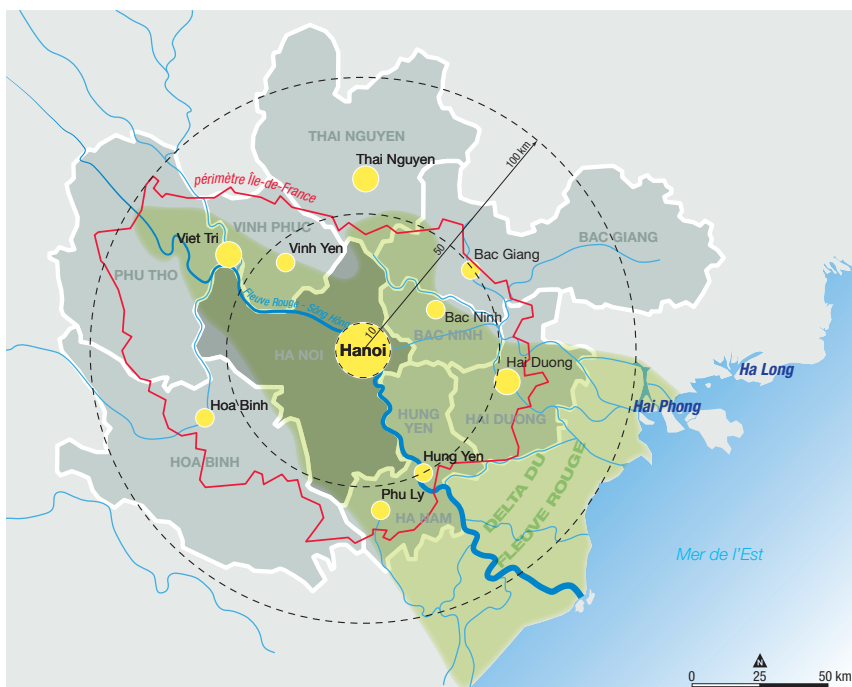 THAI NGUYEN
Thai Nguyen
100 km
périmètre Île-de-France
VINH PHUC
Viet Tri
Vinh Yen
50
Bac Giang
BAC GIANG
PHU THO
Fleuve Rouge - Sông Hông
10
Bac Ninh
BAC NINH
HA NOI
Hanoi
Hai Duong
Ha Long
Hai Phong
Hoa Binh
HUNG
YEN
HAI DUONG
HOA BINH
Hung Yen
Phu Ly
HA NAM
DELTA DU
FLEUVE ROUGE
Mer de l'Est
N
0 25 50 km